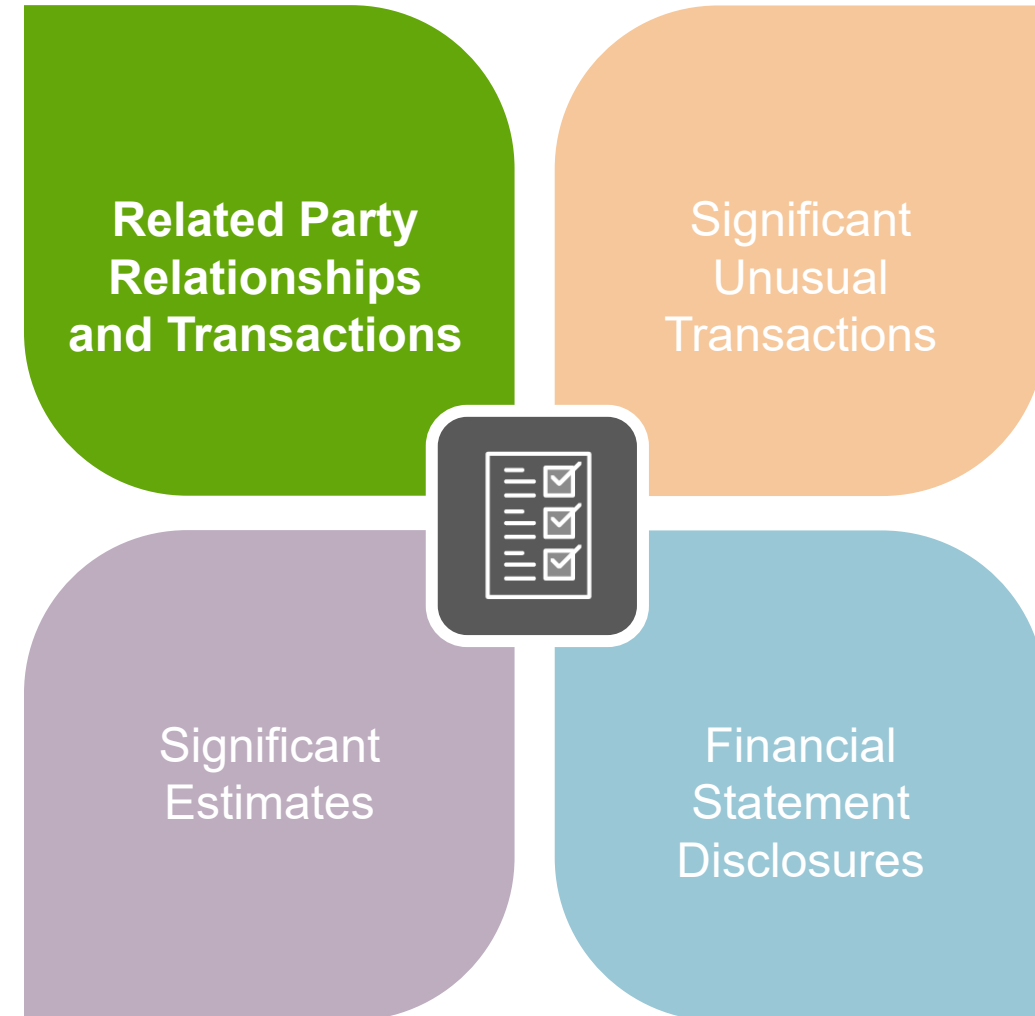 Related Party
Relationships
and Transactions
Significant
Unusual
Transactions
Significant
Estimates
Financial
Statement
Disclosures